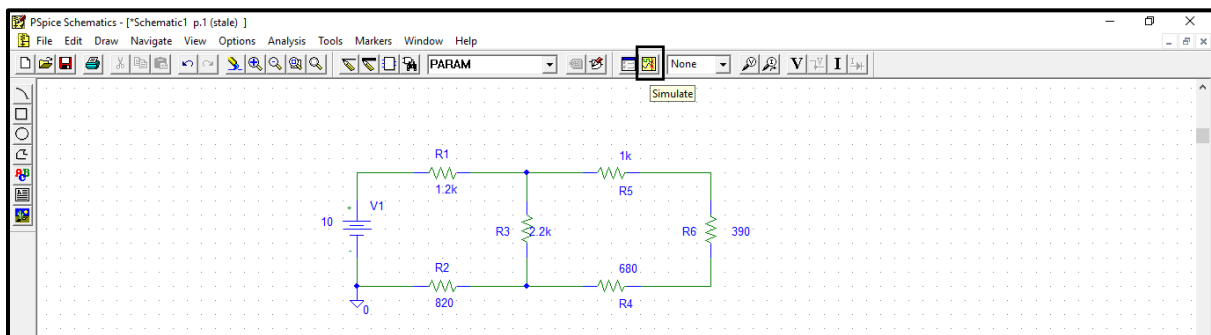 PSpice Schematics - [*Schematic1 p.1 (stale) ]
File Edit Draw Navigate View Options Analysis Tools Markers Window Help
PARAM None V I
Simulate
R1 1k
1.2k R5
+ V1
10 R3 2.2k R6 390
-
R2 680
820 R4
0